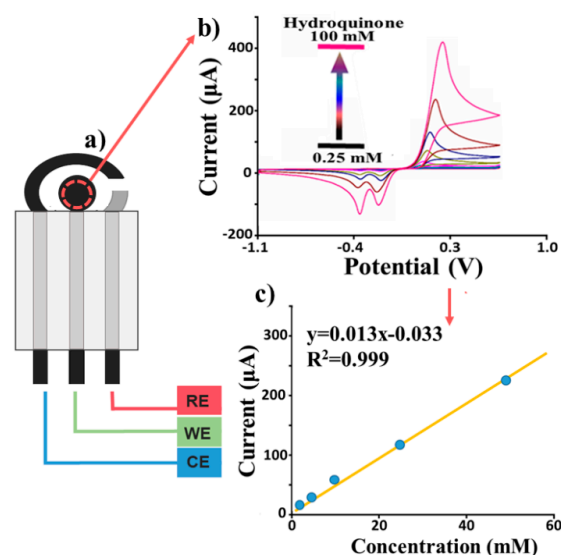 b)
Hydroquinone
100 mM
0.25 mM
400
200
0
-200
-1.1
-0.4
0.3
1.0
Current (µA)
Potential (V)
a)
RE
WE
CE
c)
y=0.013x-0.033
R²=0.999
300
200
100
0
0
20
40
60
Current (µA)
Concentration (mM)